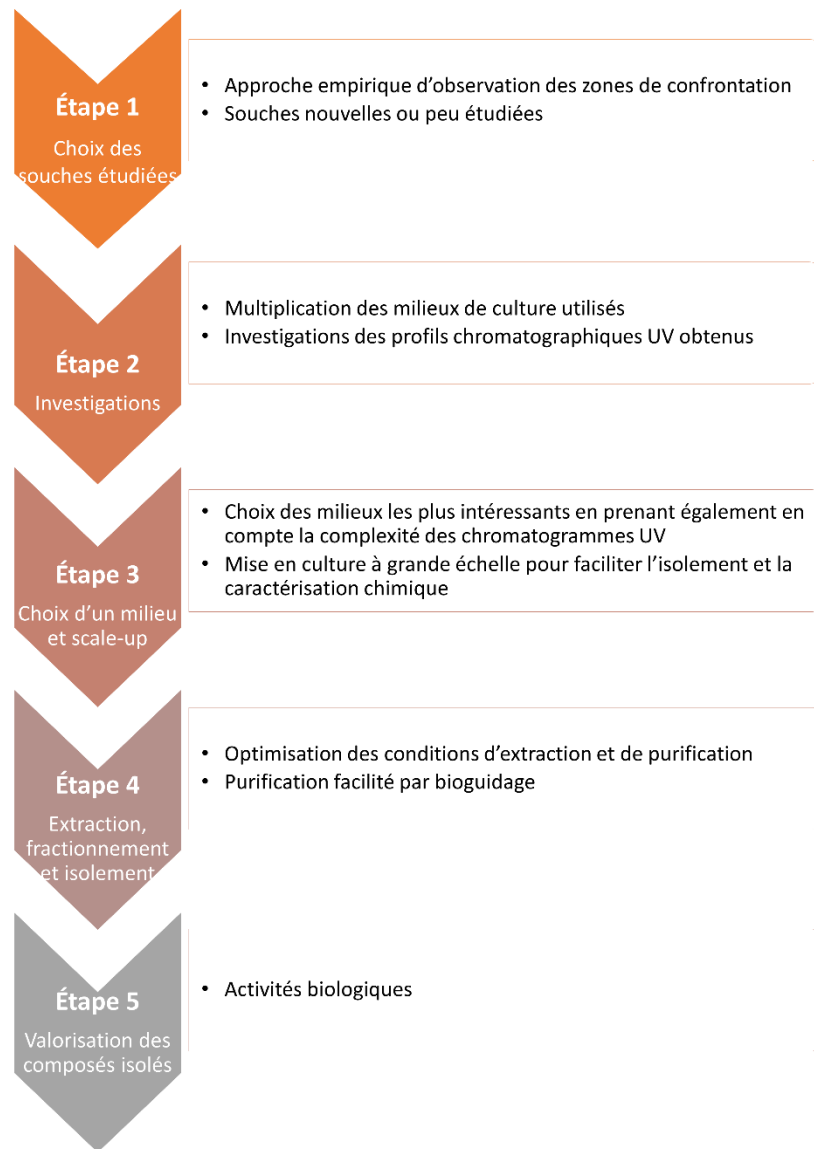 Étape 1
Choix des
souches étudiées
• Approche empirique d’observation des zones de confrontation
• Souches nouvelles ou peu étudiées
Étape 2
Investigations
• Multiplication des milieux de culture utilisés
• Investigations des profils chromatographiques UV obtenus
Étape 3
Choix d’un milieu
et scale-up
• Choix des milieux les plus intéressants en prenant également en
compte la complexité des chromatogrammes UV
• Mise en culture à grande échelle pour faciliter l’isolement et la
caractérisation chimique
Étape 4
Extraction,
fractionnement
et isolement
• Optimisation des conditions d’extraction et de purification
• Purification facilité par bioguidage
Étape 5
Valorisation des
composés isolés
• Activités biologiques